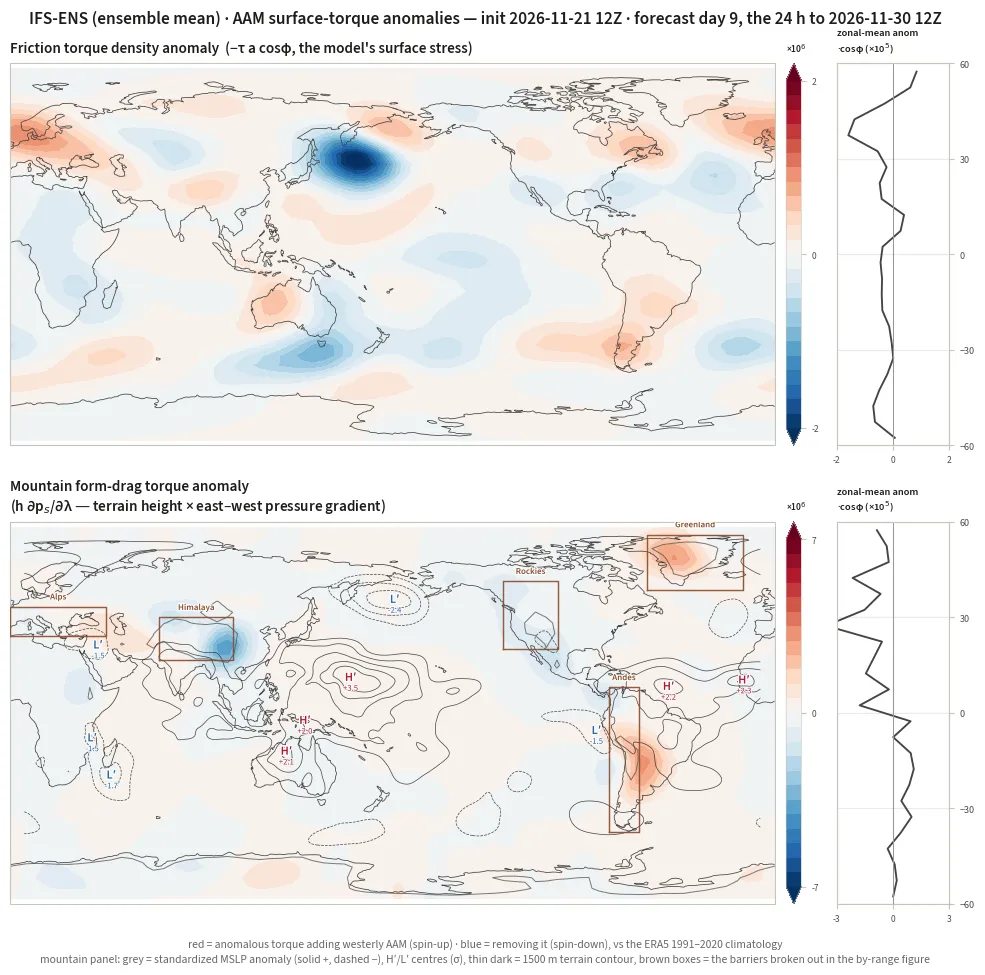 IFS-ENS (ensemble mean) · AAM surface-torque anomalies — init 2026-11-21 12Z · forecast day 9, the 24 h to 2026-11-30 12Z
Friction torque density anomaly (−τ a cosϕ, the model's surface stress)
×10⁶
zonal-mean anom
·cosφ (×10⁵)
2
0
-2
60
30
0
−30
−60
-2
0
2
Mountain form-drag torque anomaly
(h ∂pₛ/∂λ — terrain height × east–west pressure gradient)
×10⁶
zonal-mean anom
·cosφ (×10⁵)
Greenland
Rockies
Alps
Himalaya
Andes
L′
-2.4
L′
-1.5
H′
+3.5
H′
+2.2
H′
+2.3
H′
+2.0
L′
-1.5
L′
-1.5
H′
+2.1
L′
-1.7
7
0
-7
60
30
0
−30
−60
-3
0
3
red = anomalous torque adding westerly AAM (spin-up) · blue = removing it (spin-down), vs the ERA5 1991–2020 climatology
mountain panel: grey = standardized MSLP anomaly (solid +, dashed −), H′/L′ centres (σ), thin dark = 1500 m terrain contour, brown boxes = the barriers broken out in the by-range figure